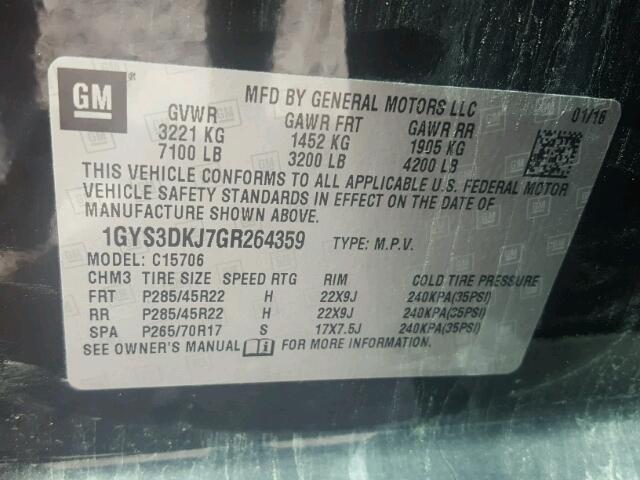 GM ®
MFD BY GENERAL MOTORS LLC 01/16
GVWR GAWR FRT GAWR RR
3221 KG 1452 KG 1905 KG
7100 LB 3200 LB 4200 LB
THIS VEHICLE CONFORMS TO ALL APPLICABLE U.S. FEDERAL MOTOR
VEHICLE SAFETY STANDARDS IN EFFECT ON THE DATE OF
MANUFACTURE SHOWN ABOVE.
1GYS3DKJ7GR264359 TYPE: M.P.V.
MODEL: C15706
CHM3 TIRE SIZE SPEED RTG RIM COLD TIRE PRESSURE
FRT P285/45R22 H 22X9J 240KPA(35PSI)
RR P285/45R22 H 22X9J 240KPA(35PSI)
SPA P265/70R17 S 17X7.5J 240KPA(35PSI)
SEE OWNER'S MANUAL FOR MORE INFORMATION.